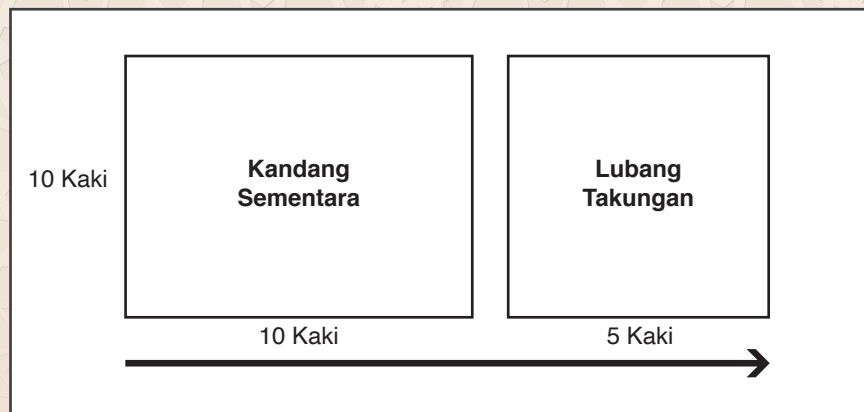 10 Kaki
Kandang
Sementara
Lubang
Takungan
10 Kaki
5 Kaki